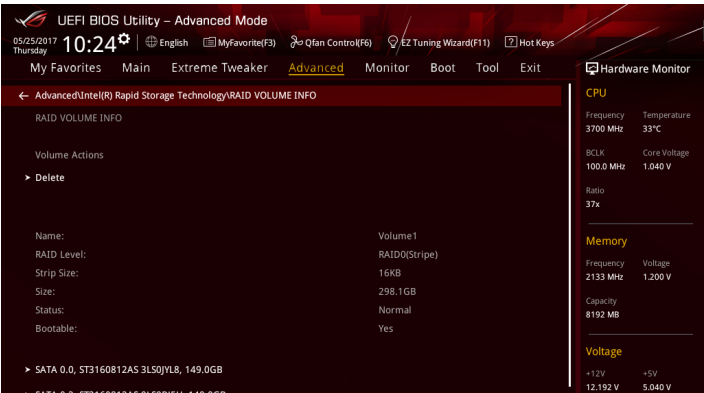 UEFI BIOS Utility – Advanced Mode
05/25/2017 Thursday 10:24 English MyFavorite(F3) Qfan Control(F6) EZ Tuning Wizard(F11) ? Hot Keys
My Favorites Main Extreme Tweaker Advanced Monitor Boot Tool Exit
← Advanced\Intel(R) Rapid Storage Technology\RAID VOLUME INFO
RAID VOLUME INFO
Volume Actions
> Delete
Name: Volume1
RAID Level: RAID0(Stripe)
Strip Size: 16KB
Size: 298.1GB
Status: Normal
Bootable: Yes
> SATA 0.0, ST3160812AS 3LS0JYL8, 149.0GB
Hardware Monitor
CPU
Frequency Temperature
3700 MHz 33°C
BCLK Core Voltage
100.0 MHz 1.040 V
Ratio
37x
Memory
Frequency Voltage
2133 MHz 1.200 V
Capacity
8192 MB
Voltage
+12V +5V
12.192 V 5.040 V